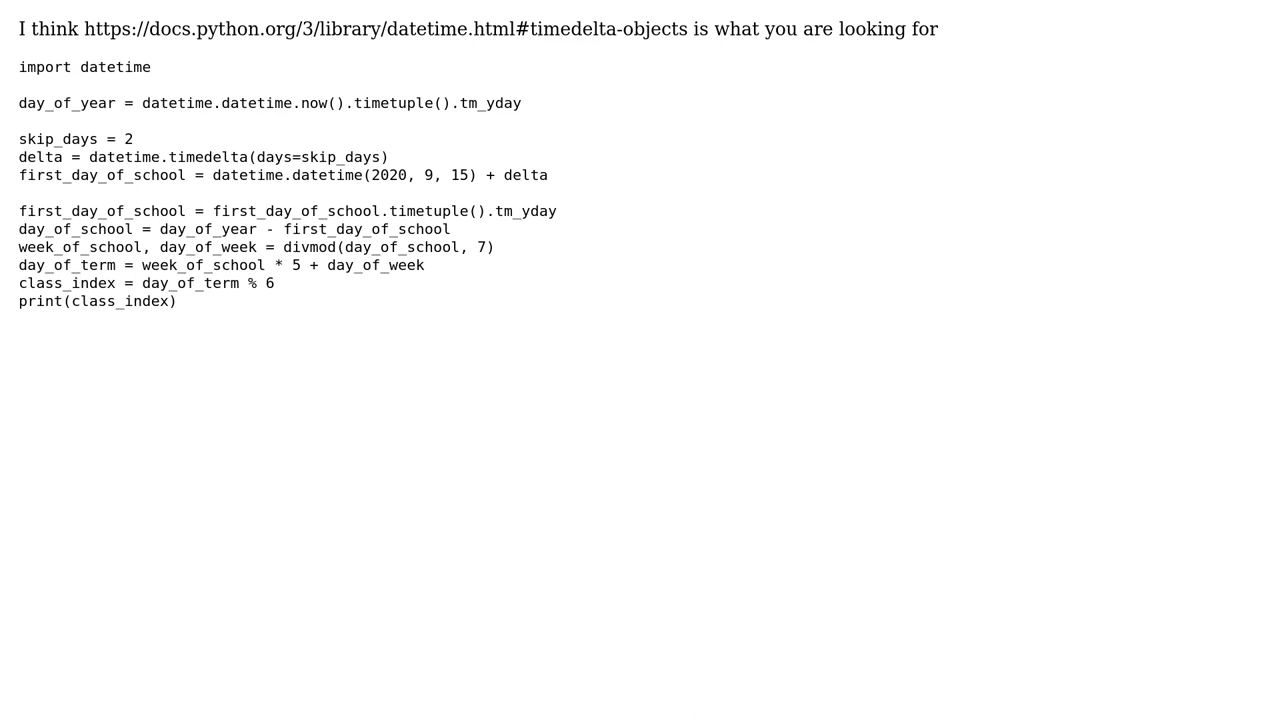 I think https://docs.python.org/3/library/datetime.html#timedelta-objects is what you are looking for
import datetime
day_of_year = datetime.datetime.now().timetuple().tm_yday
skip_days = 2
delta = datetime.timedelta(days=skip_days)
first_day_of_school = datetime.datetime(2020, 9, 15) + delta
first_day_of_school = first_day_of_school.timetuple().tm_yday
day_of_school = day_of_year - first_day_of_school
week_of_school, day_of_week = divmod(day_of_school, 7)
day_of_term = week_of_school * 5 + day_of_week
class_index = day_of_term % 6
print(class_index)